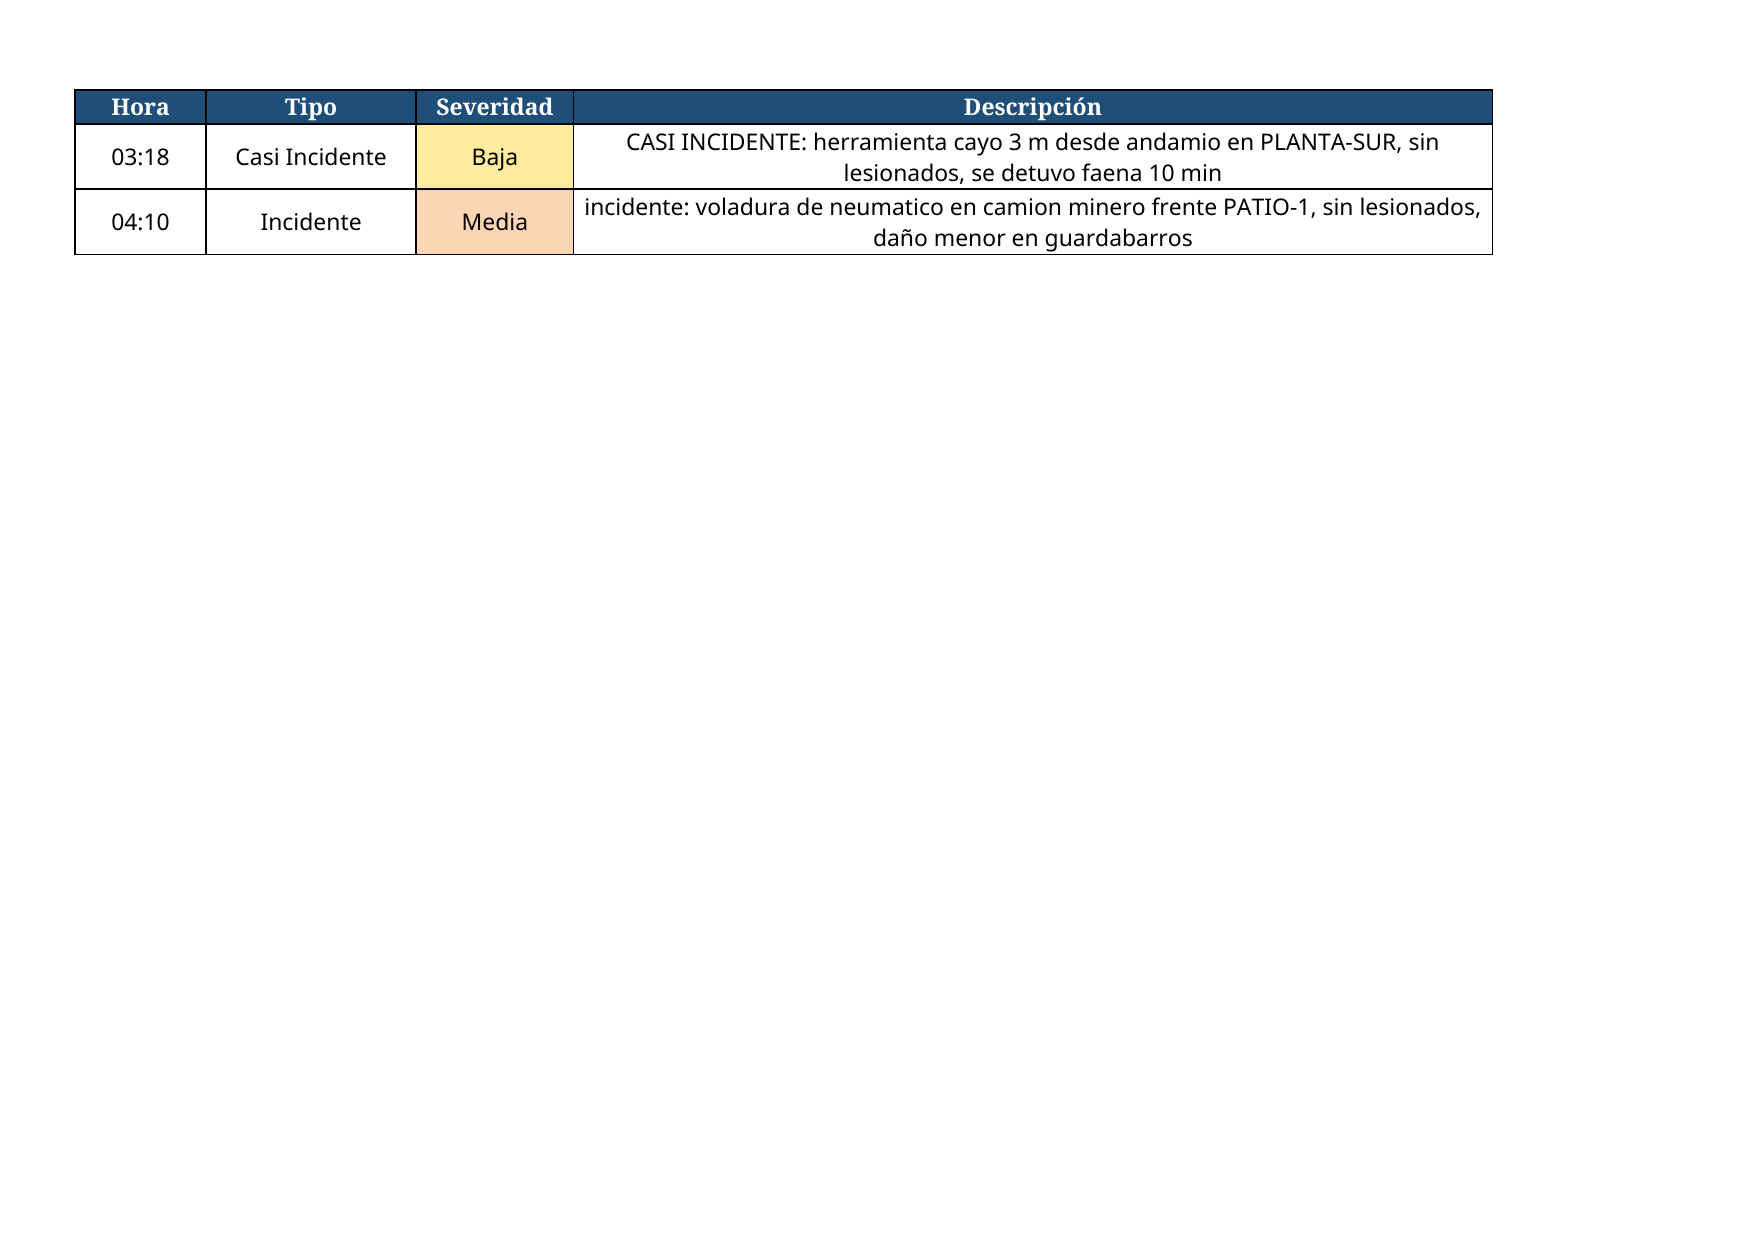 Hora Tipo Severidad Descripción
03:18 Casi Incidente Baja CASI INCIDENTE: herramienta cayo 3 m desde andamio en PLANTA-SUR, sin
lesionados, se detuvo faena 10 min
04:10 Incidente Media incidente: voladura de neumatico en camion minero frente PATIO-1, sin lesionados,
daño menor en guardabarros